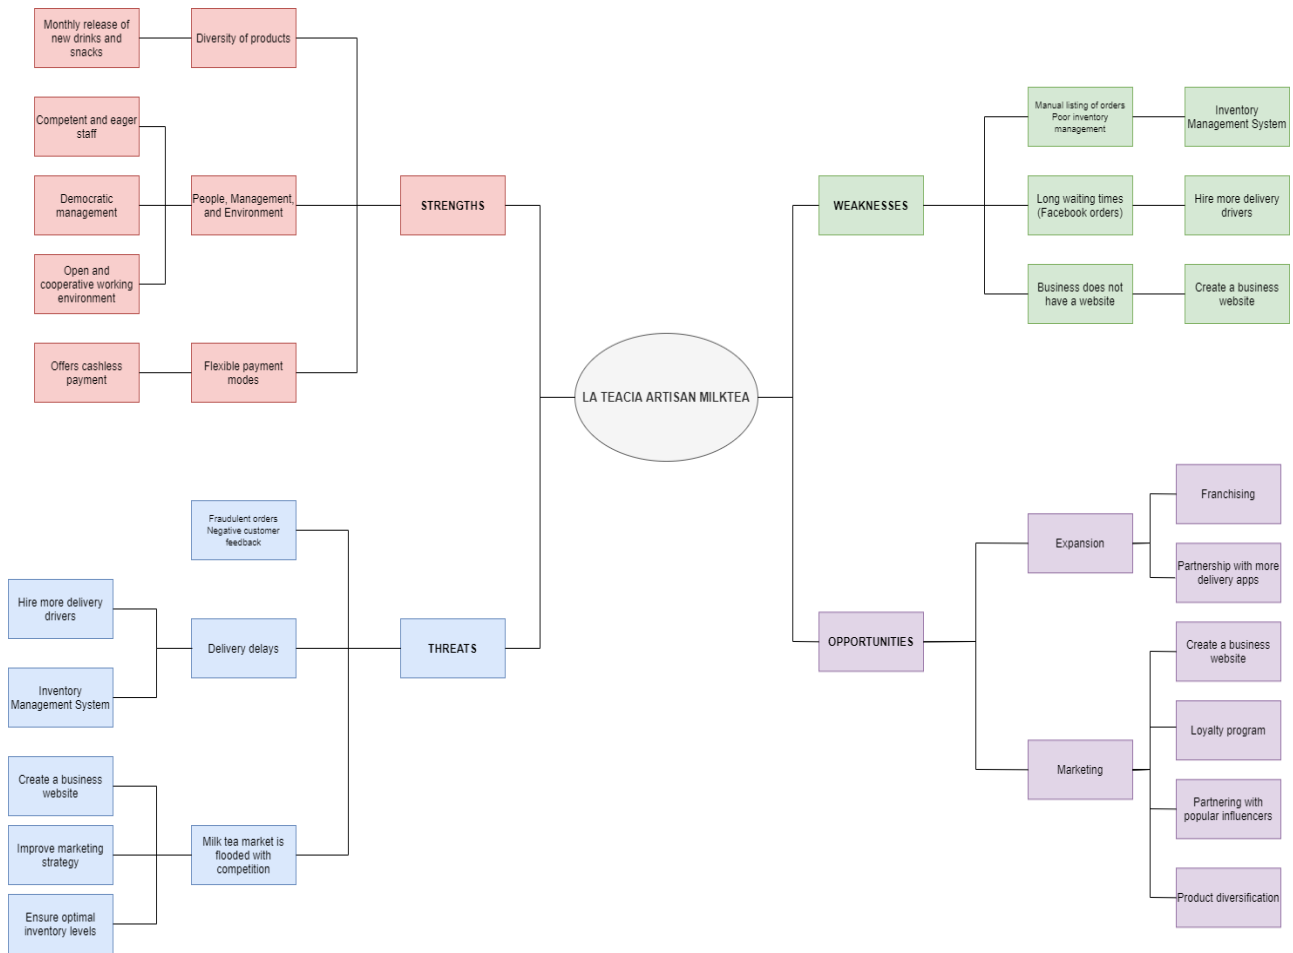 Monthly release of
new drinks and
snacks
Diversity of products
Competent and eager
staff
Democratic
management
People, Management,
and Environment
STRENGTHS
Open and
cooperative working
environment
Offers cashless
payment
Flexible payment
modes
Manual listing of orders
Poor inventory
management
Inventory
Management System
WEAKNESSES
Long waiting times
(Facebook orders)
Hire more delivery
drivers
Business does not
have a website
Create a business
website
LA TEACIA ARTISAN MILKTEA
Fraudulent orders
Negative customer
feedback
Hire more delivery
drivers
Delivery delays
THREATS
Inventory
Management System
Create a business
website
Improve marketing
strategy
Milk tea market is
flooded with
competition
Ensure optimal
inventory levels
OPPORTUNITIES
Expansion
Franchising
Partnership with more
delivery apps
Marketing
Create a business
website
Loyalty program
Partnering with
popular influencers
Product diversification